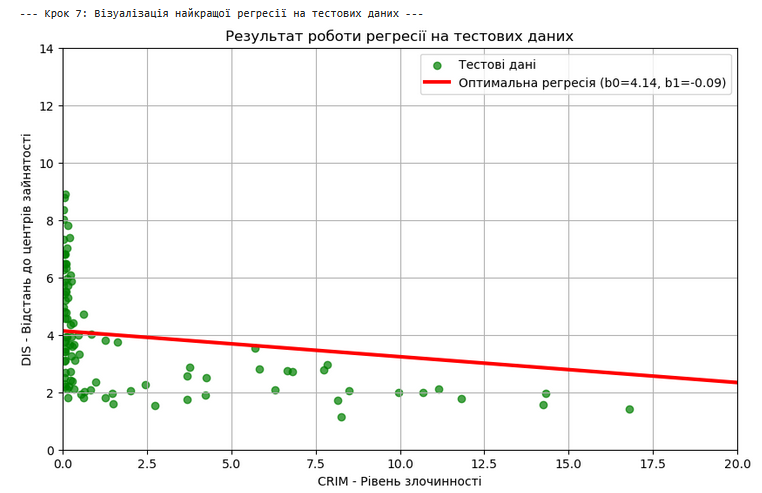 --- Крок 7: Візуалізація найкращої регресії на тестових даних ---
Результат роботи регресії на тестових даних
Тестові дані
Оптимальна регресія (b0=4.14, b1=-0.09)
DIS - Відстань до центрів зайнятості
14
12
10
8
6
4
2
0
0.0 2.5 5.0 7.5 10.0 12.5 15.0 17.5 20.0
CRIM - Рівень злочинності